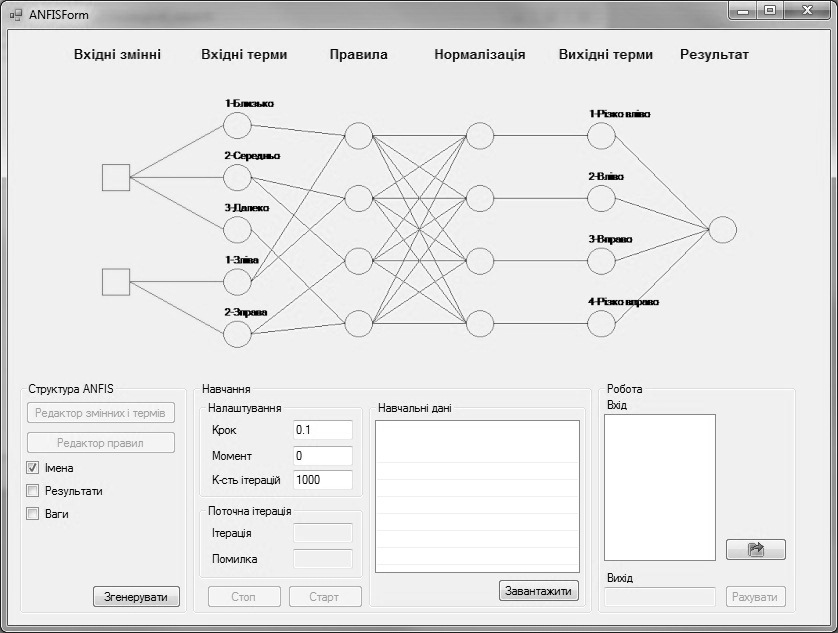 ANFISForm
Вхідні змінні Вхідні терми Правила Нормалізація Вихідні терми Результат
1-Близько
2-Середньо
3-Далеко
1-Зліва
2-Зправа
1-Різко вліво
2-Вліво
3-Вправо
4-Різко вправо
Структура ANFIS
Редактор змінних і термів
Редактор правил
Імена
Результати
Ваги
Згенерувати
Навчання
Налаштування
Крок 0.1
Момент 0
К-сть ітерацій 1000
Поточна ітерація
Ітерація
Помилка
Стоп Старт
Навчальні дані
Завантажити
Робота
Вхід
Вихід
Рахувати